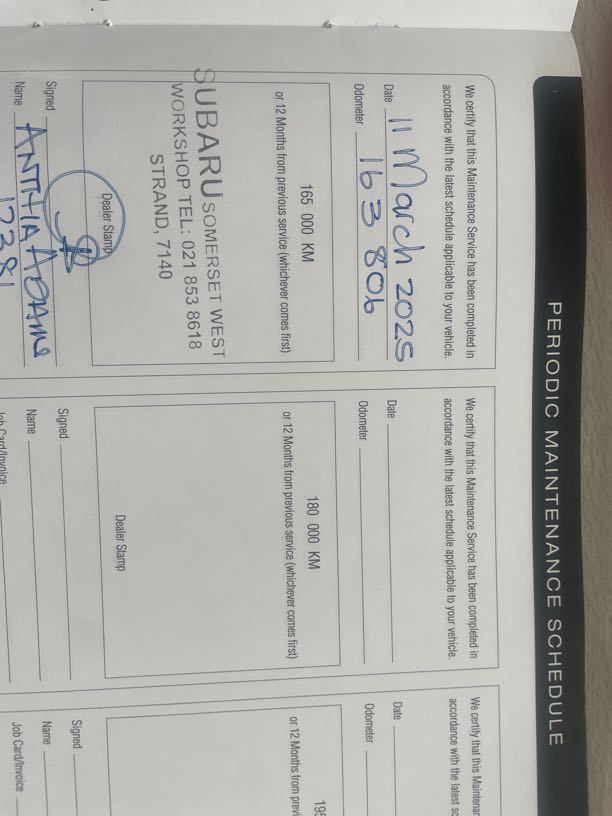 PERIODIC MAINTENANCE SCHEDULE
We certify that this Maintenance Service has been completed in
accordance with the latest schedule applicable to your vehicle.
Date 11 March 2025
Odometer 163 806
165 000 KM
or 12 Months from previous service (whichever comes first)
SUBARU SOMERSET WEST
WORKSHOP TEL: 021 853 8618
STRAND, 7140
Dealer Stamp
Signed
Name
We certify that this Maintenance Service has been completed in
accordance with the latest schedule applicable to your vehicle.
Date
Odometer
180 000 KM
or 12 Months from previous service (whichever comes first)
Dealer Stamp
Signed
Name
Job Card/Invoice
We certify that this Maintenan
accordance with the latest sc
Date
Odometer
195
or 12 Months from previ
Signed
Name
Job Card/Invoice